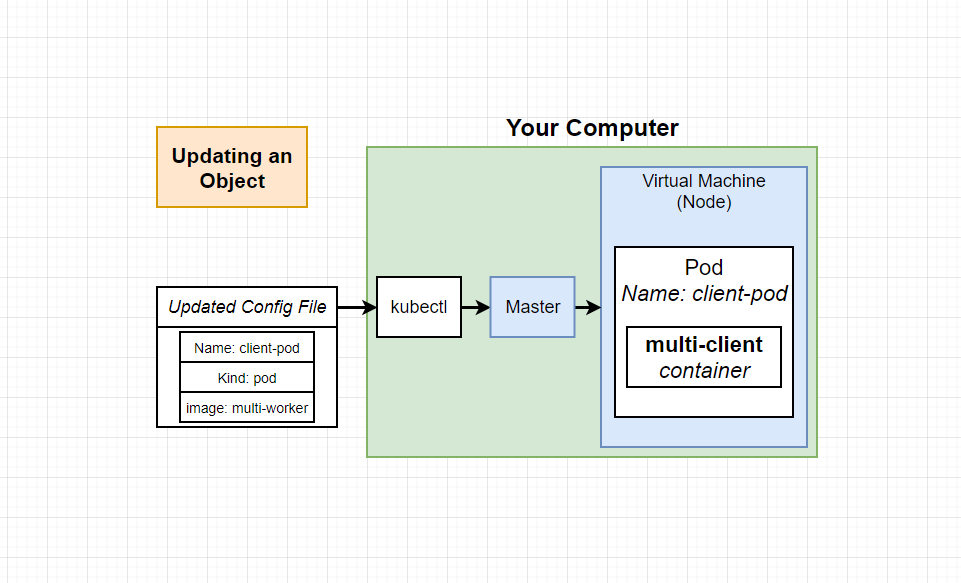 Your Computer
Updating an
Object
Virtual Machine
(Node)
Pod
Name: client-pod
Updated Config File
kubectl
Master
multi-client
container
Name: client-pod
Kind: pod
image: multi-worker